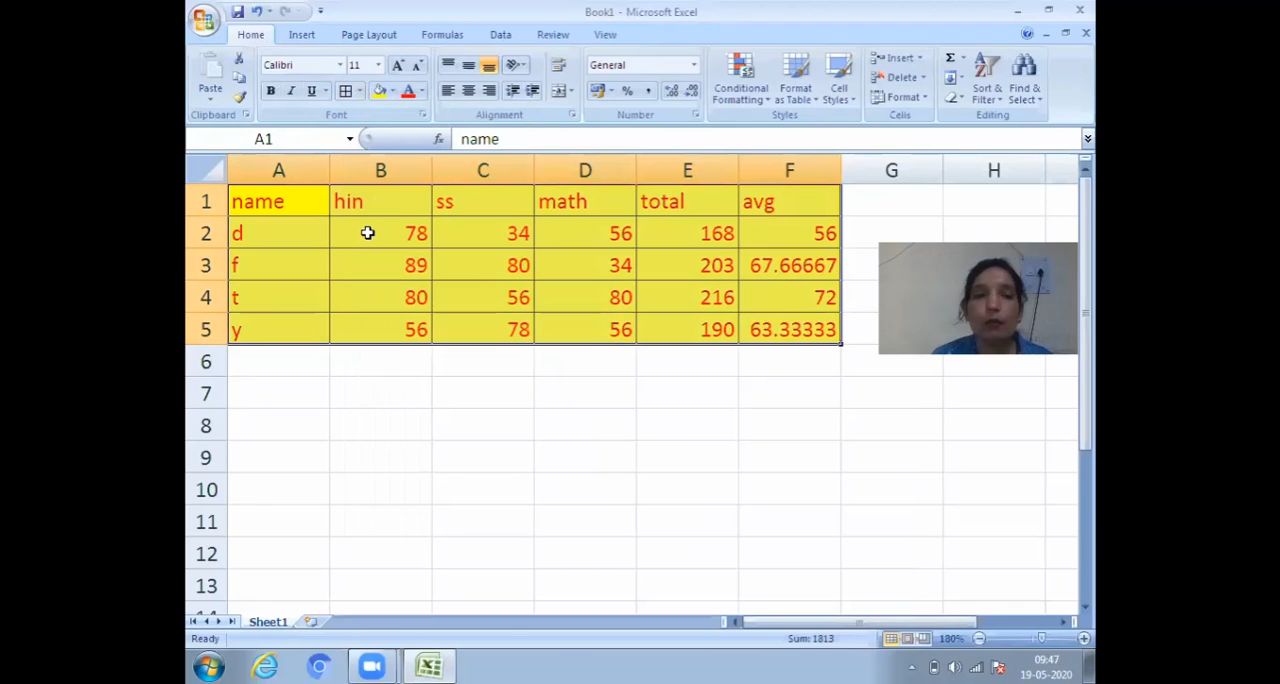 Book1 - Microsoft Excel
Home Insert Page Layout Formulas Data Review View
Calibri 11 A A General Σ Insert
Paste B I U A % , Conditional Formatting Format as Table Cell Styles Delete Format Sort & Filter Find & Select
Clipboard Font Alignment Number Styles Cells Editing
A1 fx name
A B C D E F G H
1 name hin ss math total avg
2 d 78 34 56 168 56
3 f 89 80 34 203 67.66667
4 t 80 56 80 216 72
5 y 56 78 56 190 63.33333
6
7
8
9
10
11
12
13
14
Sheet1
Ready Sum: 1813 180%
09:47
19-05-2020